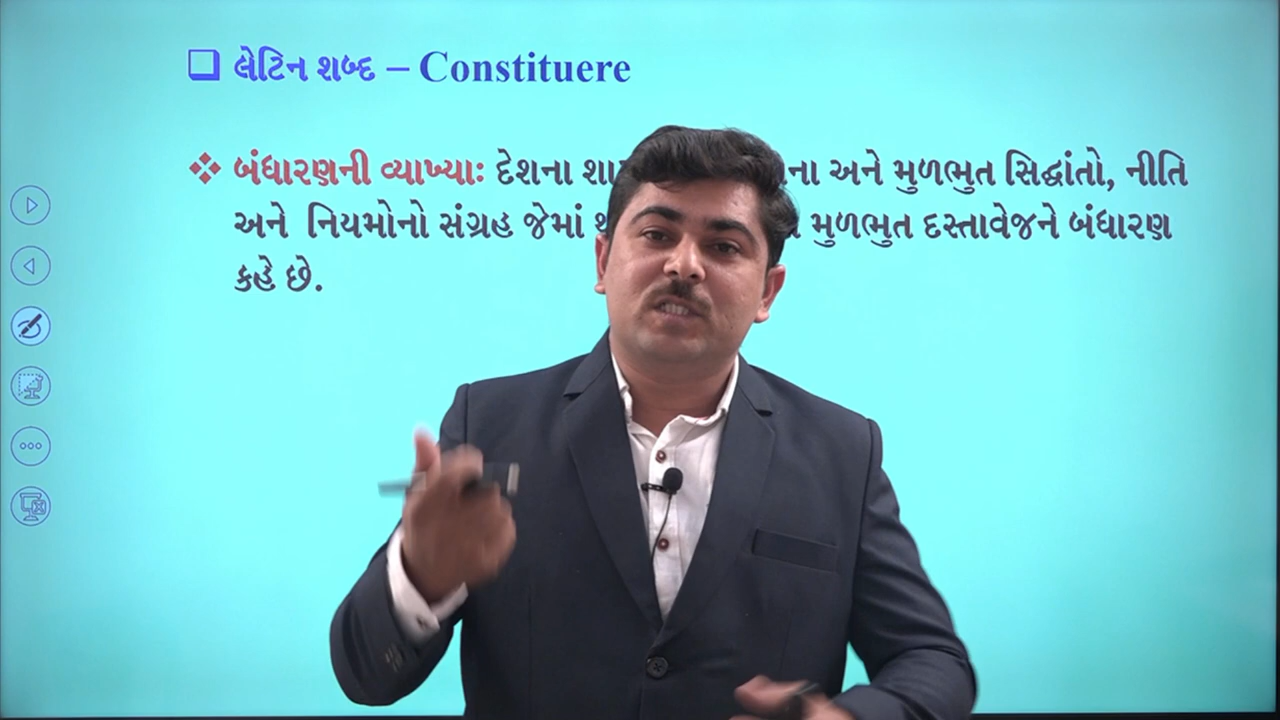 ❑ લેટિન શબ્દ – Constituere
❖ બંધારણની વ્યાખ્યાઃ દેશના અને મુળભુત સિદ્ધાંતો, નીતિ
અને નિયમોનો સંગ્રહ જેમાં મુળભુત દસ્તાવેજને બંધારણ
કહે છે.